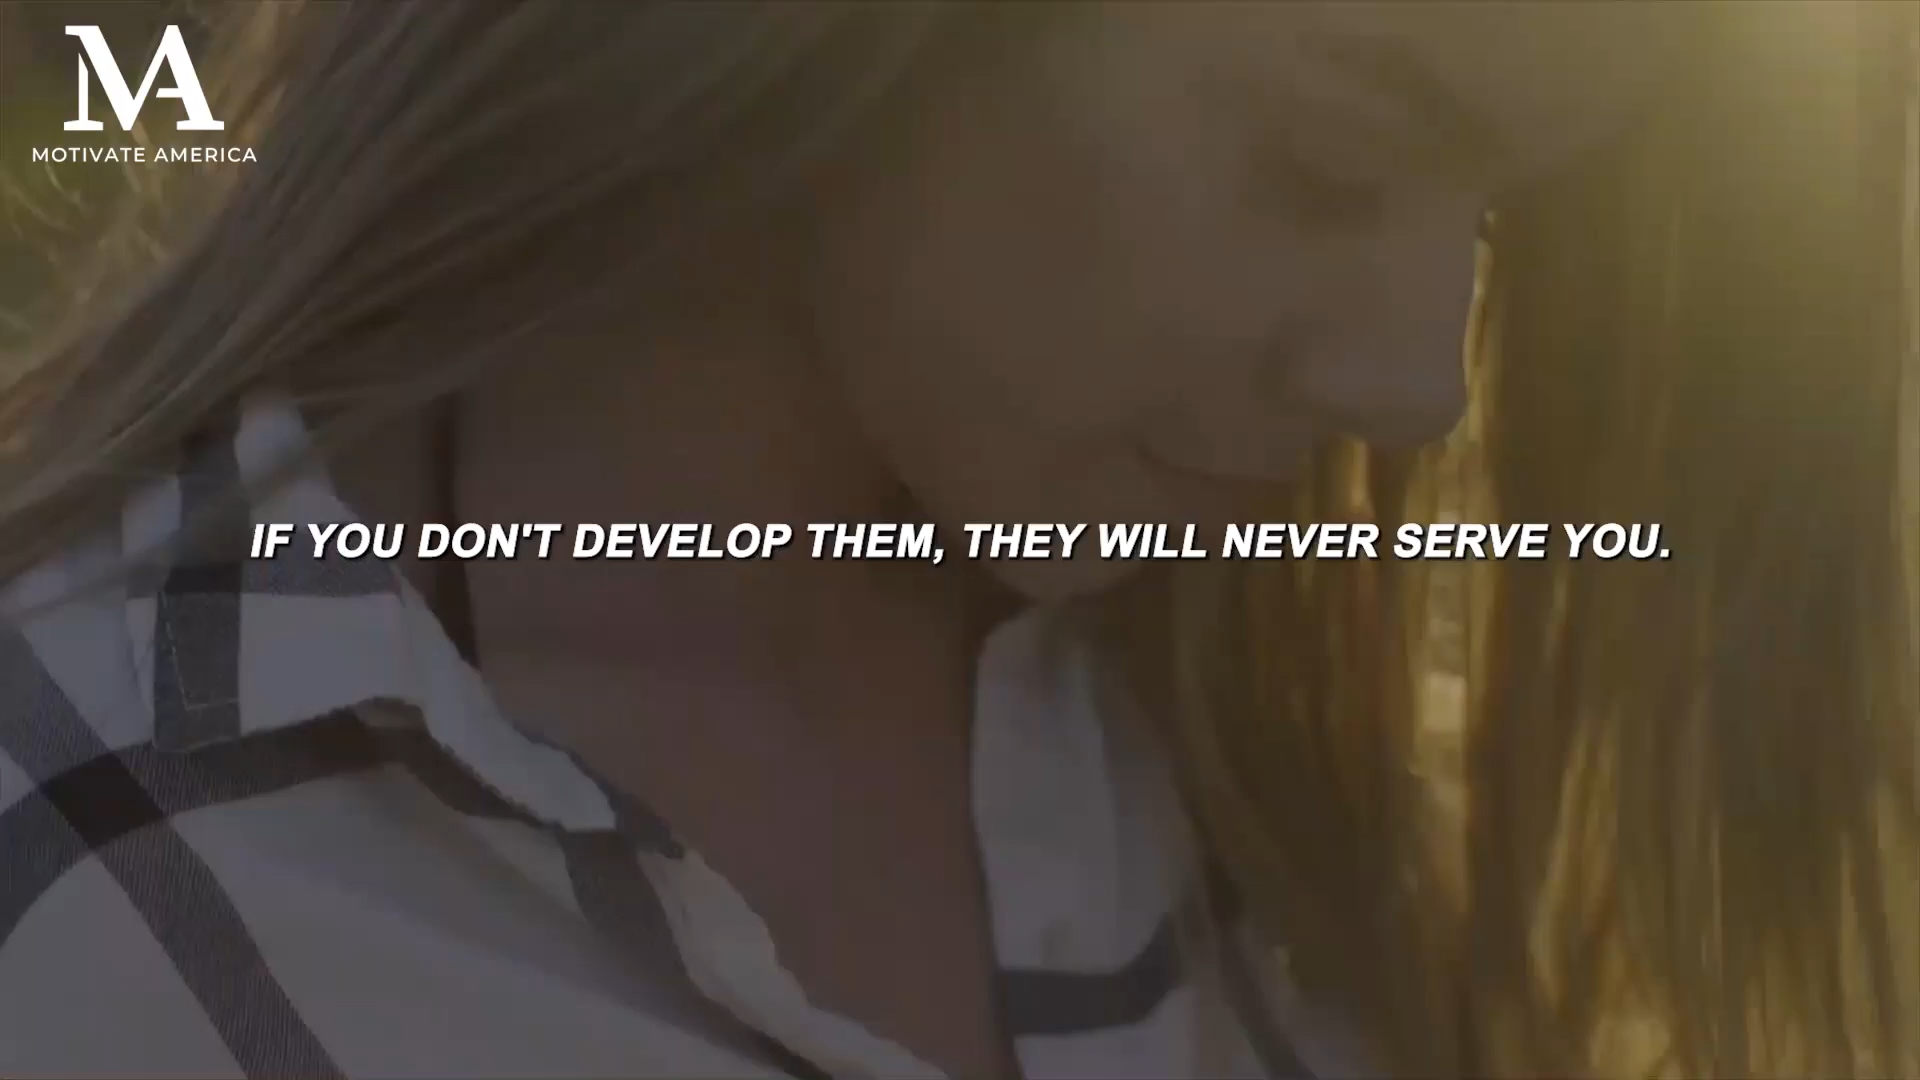 MA
MOTIVATE AMERICA
IF YOU DON'T DEVELOP THEM, THEY WILL NEVER SERVE YOU.